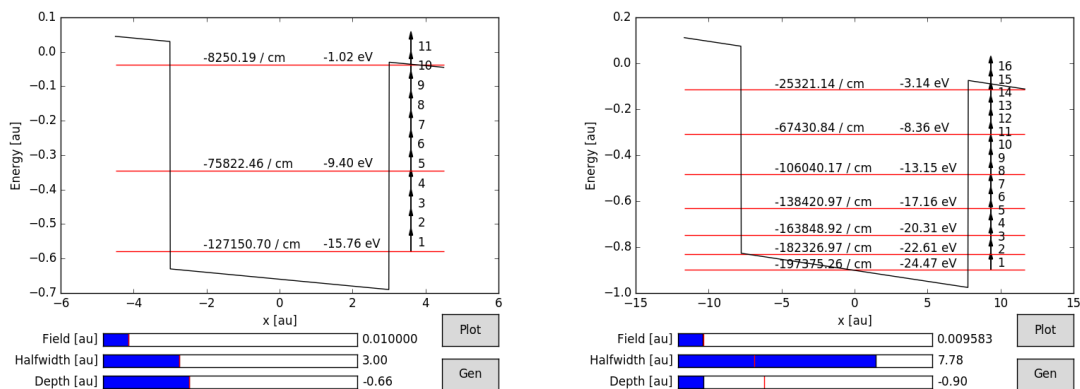 0.1
0.0
−0.1
−0.2
−0.3
−0.4
−0.5
−0.6
−0.7
Energy [au]
-8250.19 / cm -1.02 eV
-75822.46 / cm -9.40 eV
-127150.70 / cm -15.76 eV
11
10
9
8
7
6
5
4
3
2
1
−6 −4 −2 0 2 4 6
x [au]
Field [au] 0.010000
Halfwidth [au] 3.00
Depth [au] -0.66
Plot
Gen
0.2
0.0
−0.2
−0.4
−0.6
−0.8
−1.0
Energy [au]
-25321.14 / cm -3.14 eV
-67430.84 / cm -8.36 eV
-106040.17 / cm -13.15 eV
-138420.97 / cm -17.16 eV
-163848.92 / cm -20.31 eV
-182326.97 / cm -22.61 eV
-197375.26 / cm -24.47 eV
16
15
14
13
12
11
10
9
8
7
6
5
4
3
2
1
−15 −10 −5 0 5 10 15
x [au]
Field [au] 0.009583
Halfwidth [au] 7.78
Depth [au] -0.90
Plot
Gen